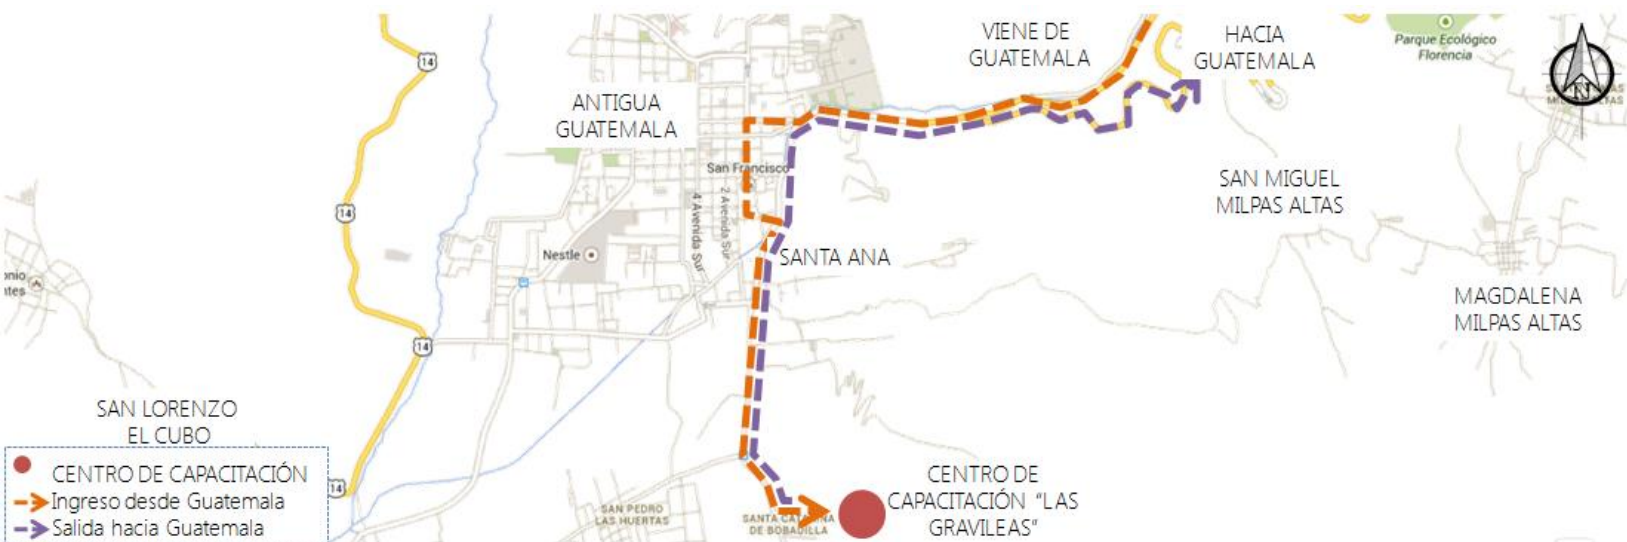 VIENE DE
GUATEMALA
HACIA
GUATEMALA
Parque Ecológico
Florencia
N
14
ANTIGUA
GUATEMALA
San Francisco
SAN MIGUEL
MILPAS ALTAS
14
4 Avenida Sur
2 Avenida Sur
Nestle
SANTA ANA
MAGDALENA
MILPAS ALTAS
14
SAN LORENZO
EL CUBO
CENTRO DE CAPACITACIÓN
Ingreso desde Guatemala
Salida hacia Guatemala
14
SAN PEDRO
LAS HUERTAS
DE BOBADILLA
CENTRO DE
CAPACITACIÓN "LAS
GRAVILEAS"